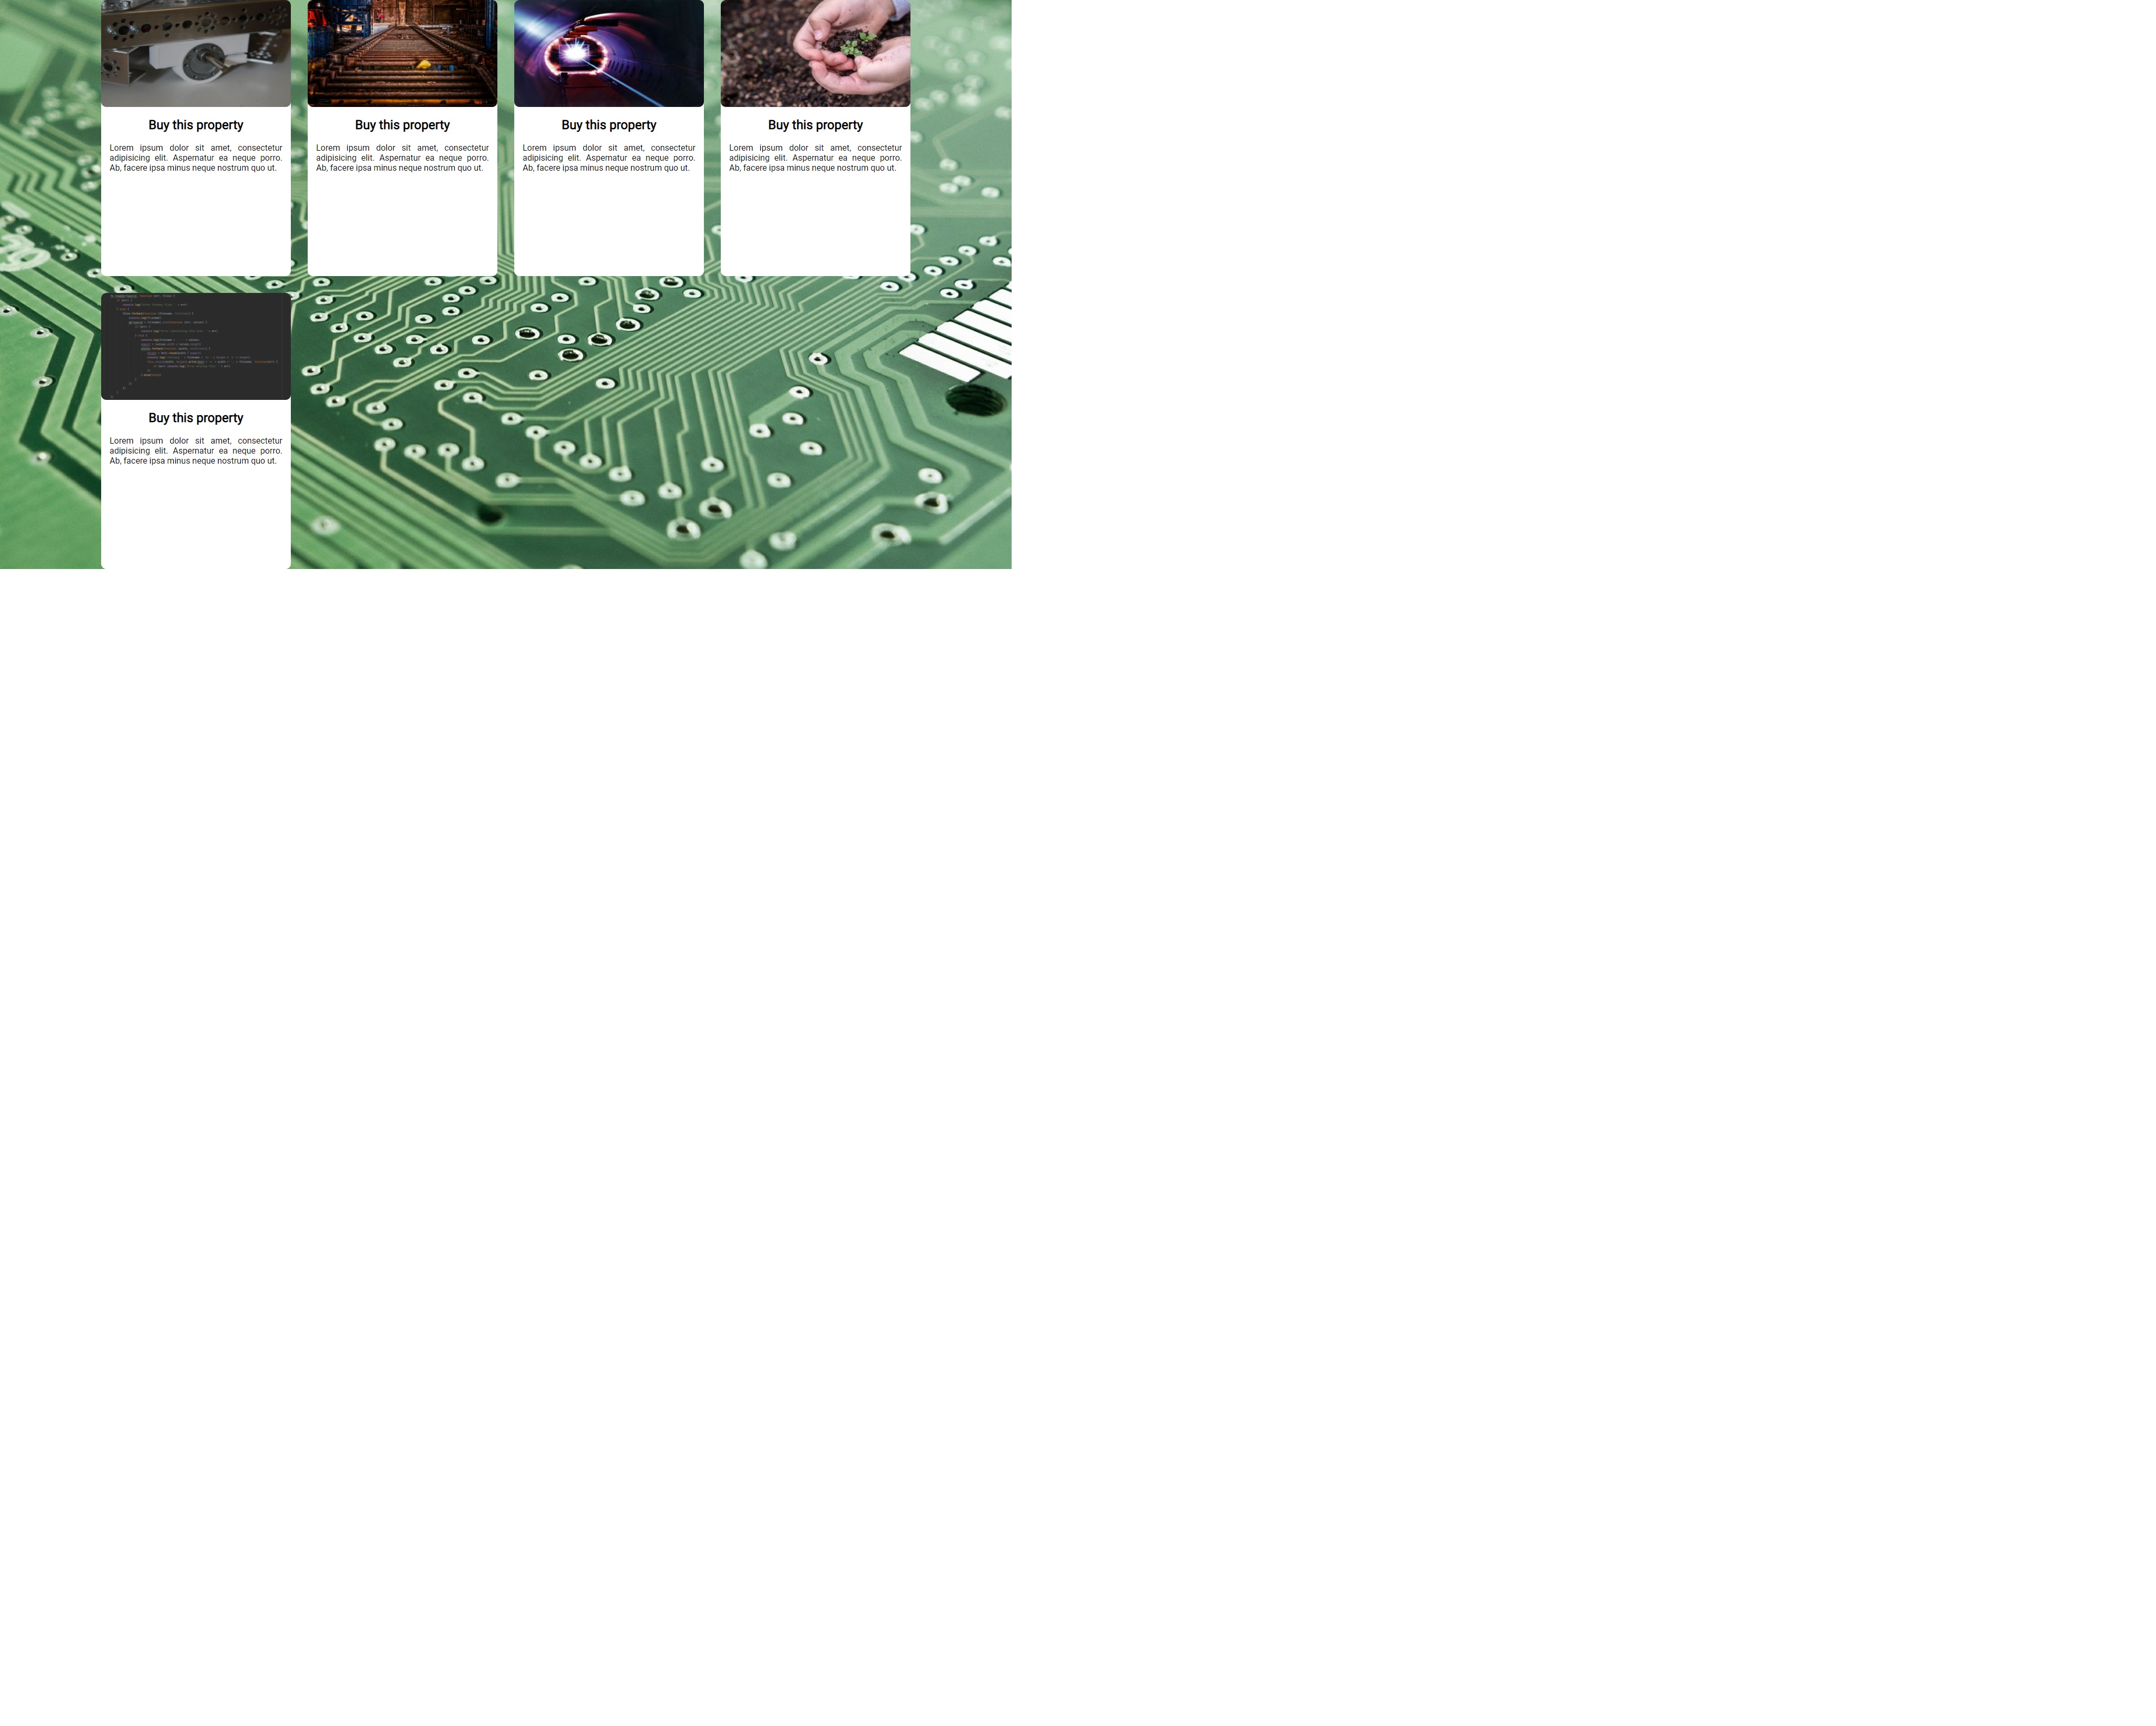 Buy this property
Lorem ipsum dolor sit amet, consectetur
adipisicing elit. Aspernatur ea neque porro.
Ab, facere ipsa minus neque nostrum quo ut.
Buy this property
Lorem ipsum dolor sit amet, consectetur
adipisicing elit. Aspernatur ea neque porro.
Ab, facere ipsa minus neque nostrum quo ut.
Buy this property
Lorem ipsum dolor sit amet, consectetur
adipisicing elit. Aspernatur ea neque porro.
Ab, facere ipsa minus neque nostrum quo ut.
Buy this property
Lorem ipsum dolor sit amet, consectetur
adipisicing elit. Aspernatur ea neque porro.
Ab, facere ipsa minus neque nostrum quo ut.
Buy this property
Lorem ipsum dolor sit amet, consectetur
adipisicing elit. Aspernatur ea neque porro.
Ab, facere ipsa minus neque nostrum quo ut.